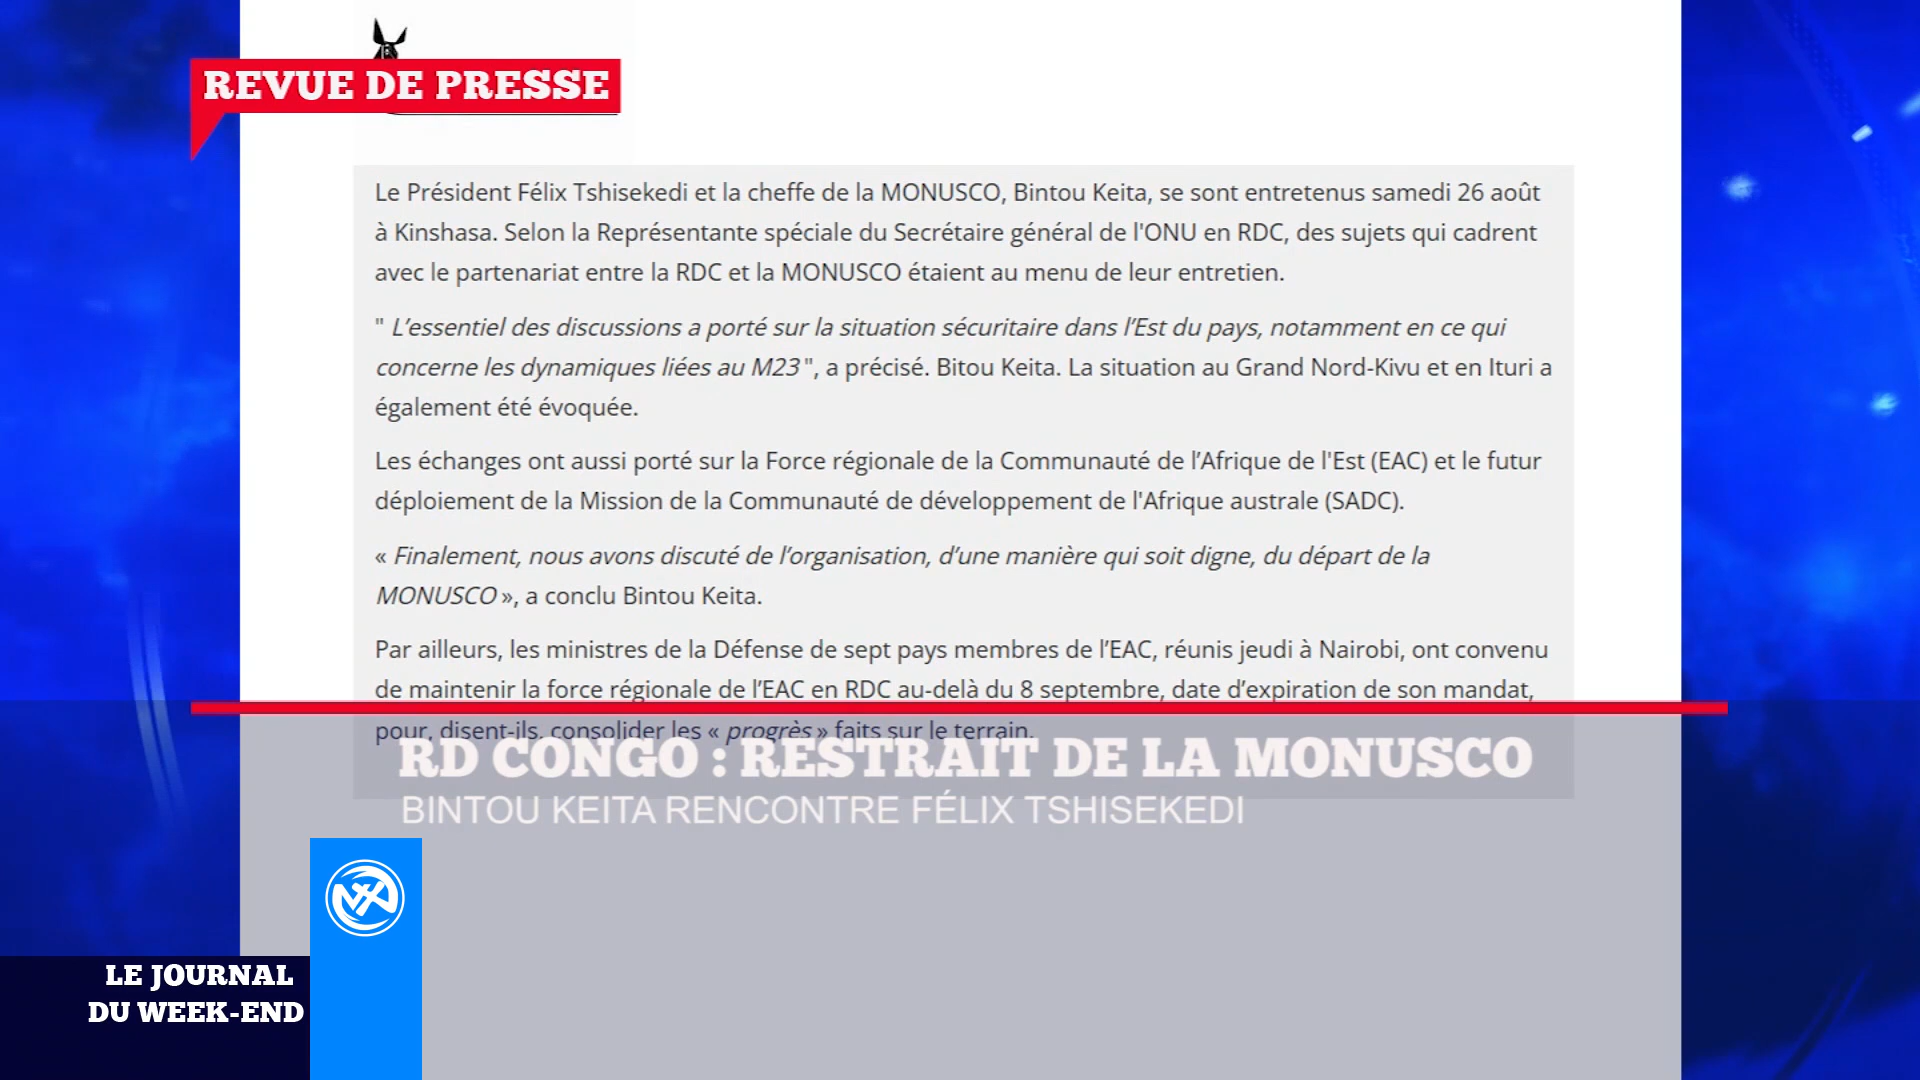 REVUE DE PRESSE
Le Président Félix Tshisekedi et la cheffe de la MONUSCO, Bintou Keita, se sont entretenus samedi 26 août
à Kinshasa. Selon la Représentante spéciale du Secrétaire général de l'ONU en RDC, des sujets qui cadrent
avec le partenariat entre la RDC et la MONUSCO étaient au menu de leur entretien.
" L’essentiel des discussions a porté sur la situation sécuritaire dans l’Est du pays, notamment en ce qui
concerne les dynamiques liées au M23 ", a précisé. Bitou Keita. La situation au Grand Nord-Kivu et en Ituri a
également été évoquée.
Les échanges ont aussi porté sur la Force régionale de la Communauté de l’Afrique de l'Est (EAC) et le futur
déploiement de la Mission de la Communauté de développement de l'Afrique australe (SADC).
« Finalement, nous avons discuté de l’organisation, d’une manière qui soit digne, du départ de la
MONUSCO », a conclu Bintou Keita.
Par ailleurs, les ministres de la Défense de sept pays membres de l’EAC, réunis jeudi à Nairobi, ont convenu
de maintenir la force régionale de l’EAC en RDC au-delà du 8 septembre, date d’expiration de son mandat,
pour, disent-ils, consolider les « progrès » faits sur le terrain.
RD CONGO : RESTRAIT DE LA MONUSCO
BINTOU KEITA RENCONTRE FÉLIX TSHISEKEDI
LE JOURNAL
DU WEEK-END